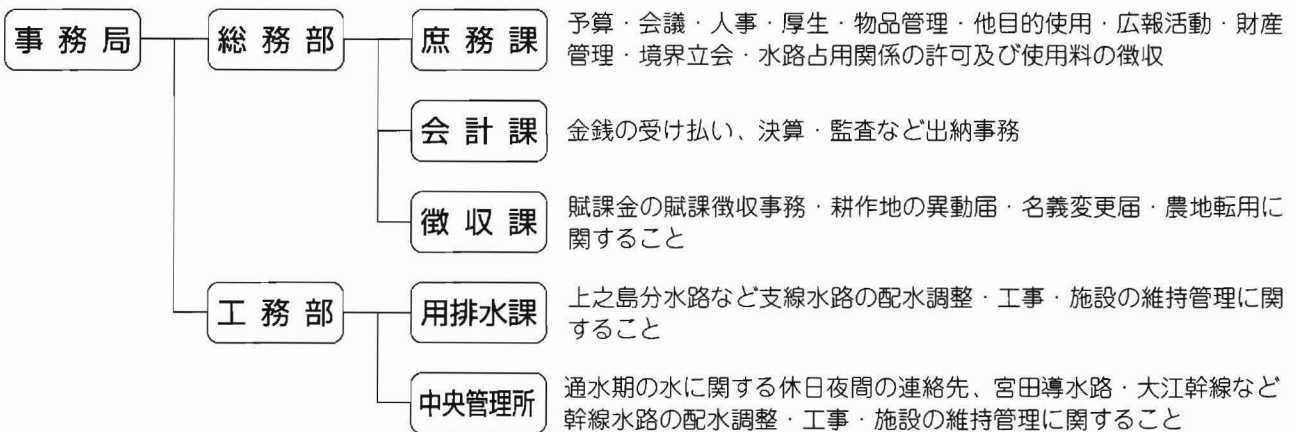 事務局
総務部
庶務課
予算・会議・人事・厚生・物品管理・他目的使用・広報活動・財産
管理・境界立会・水路占用関係の許可及び使用料の徴収
会計課
金銭の受け払い、決算・監査など出納事務
徴収課
賦課金の賦課徴収事務・耕作地の異動届・名義変更届・農地転用に
関すること
工務部
用排水課
上之島分水路など支線水路の配水調整・工事・施設の維持管理に関
すること
中央管理所
通水期の水に関する休日夜間の連絡先、宮田導水路・大江幹線など
幹線水路の配水調整・工事・施設の維持管理に関すること